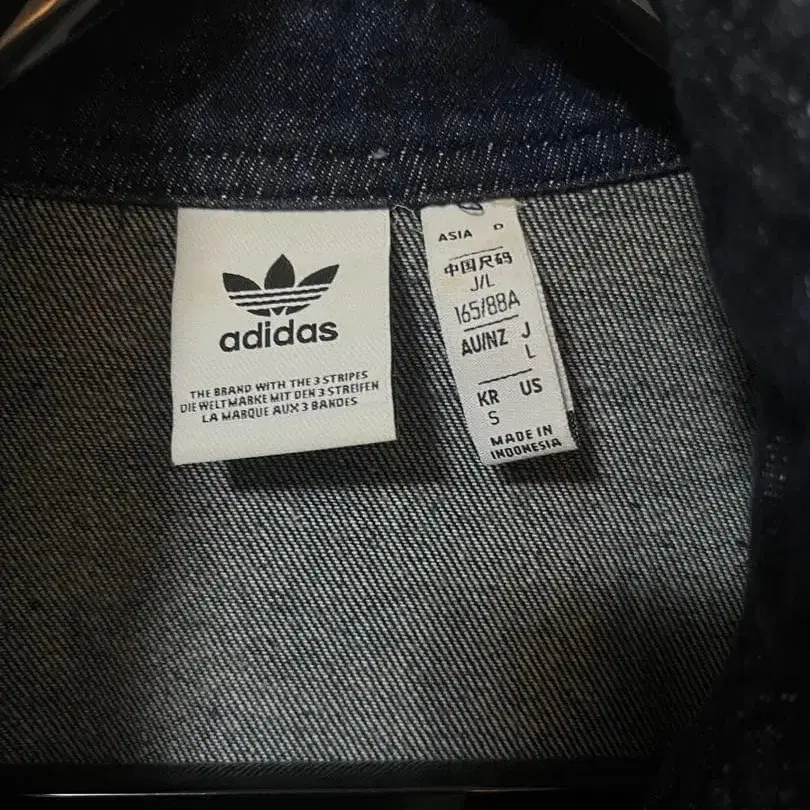 adidas
THE BRAND WITH THE 3 STRIPES
DIE WELTMARKE MIT DEN 3 STREIFEN
LA MARQUE AUX 3 BANDES
ASIA D
中国尺码
J/L
165/88A
AU/NZ J
L
KR US
S
MADE IN
INDONESIA